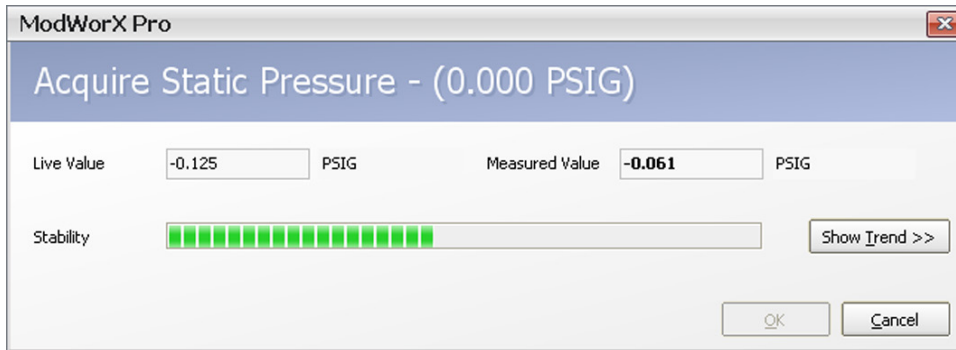 ModWorX Pro
Acquire Static Pressure - (0.000 PSIG)
Live Value -0.125 PSIG Measured Value -0.061 PSIG
Stability Show Trend >>
OK Cancel